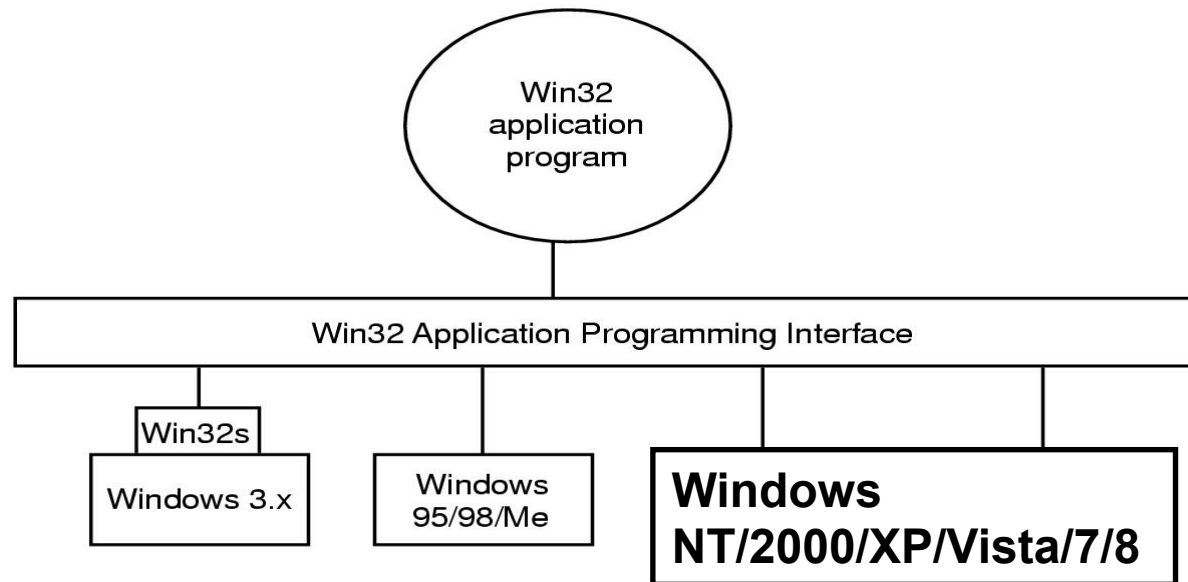 Win32
application
program
Win32 Application Programming Interface
Win32s
Windows 3.x
Windows
95/98/Me
Windows
NT/2000/XP/Vista/7/8